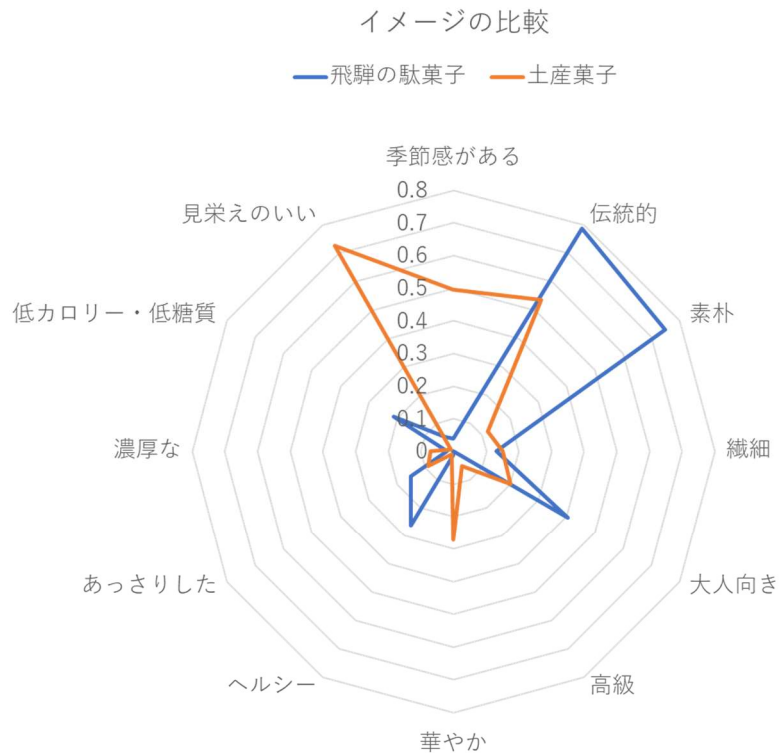 イメージの比較
飛騨の駄菓子 土産菓子
季節感がある
伝統的
素朴
繊細
大人向き
高級
華やか
ヘルシー
あっさりした
濃厚な
低カロリー・低糖質
見栄えのいい
0.8
0.7
0.6
0.5
0.4
0.3
0.2
0.1
0